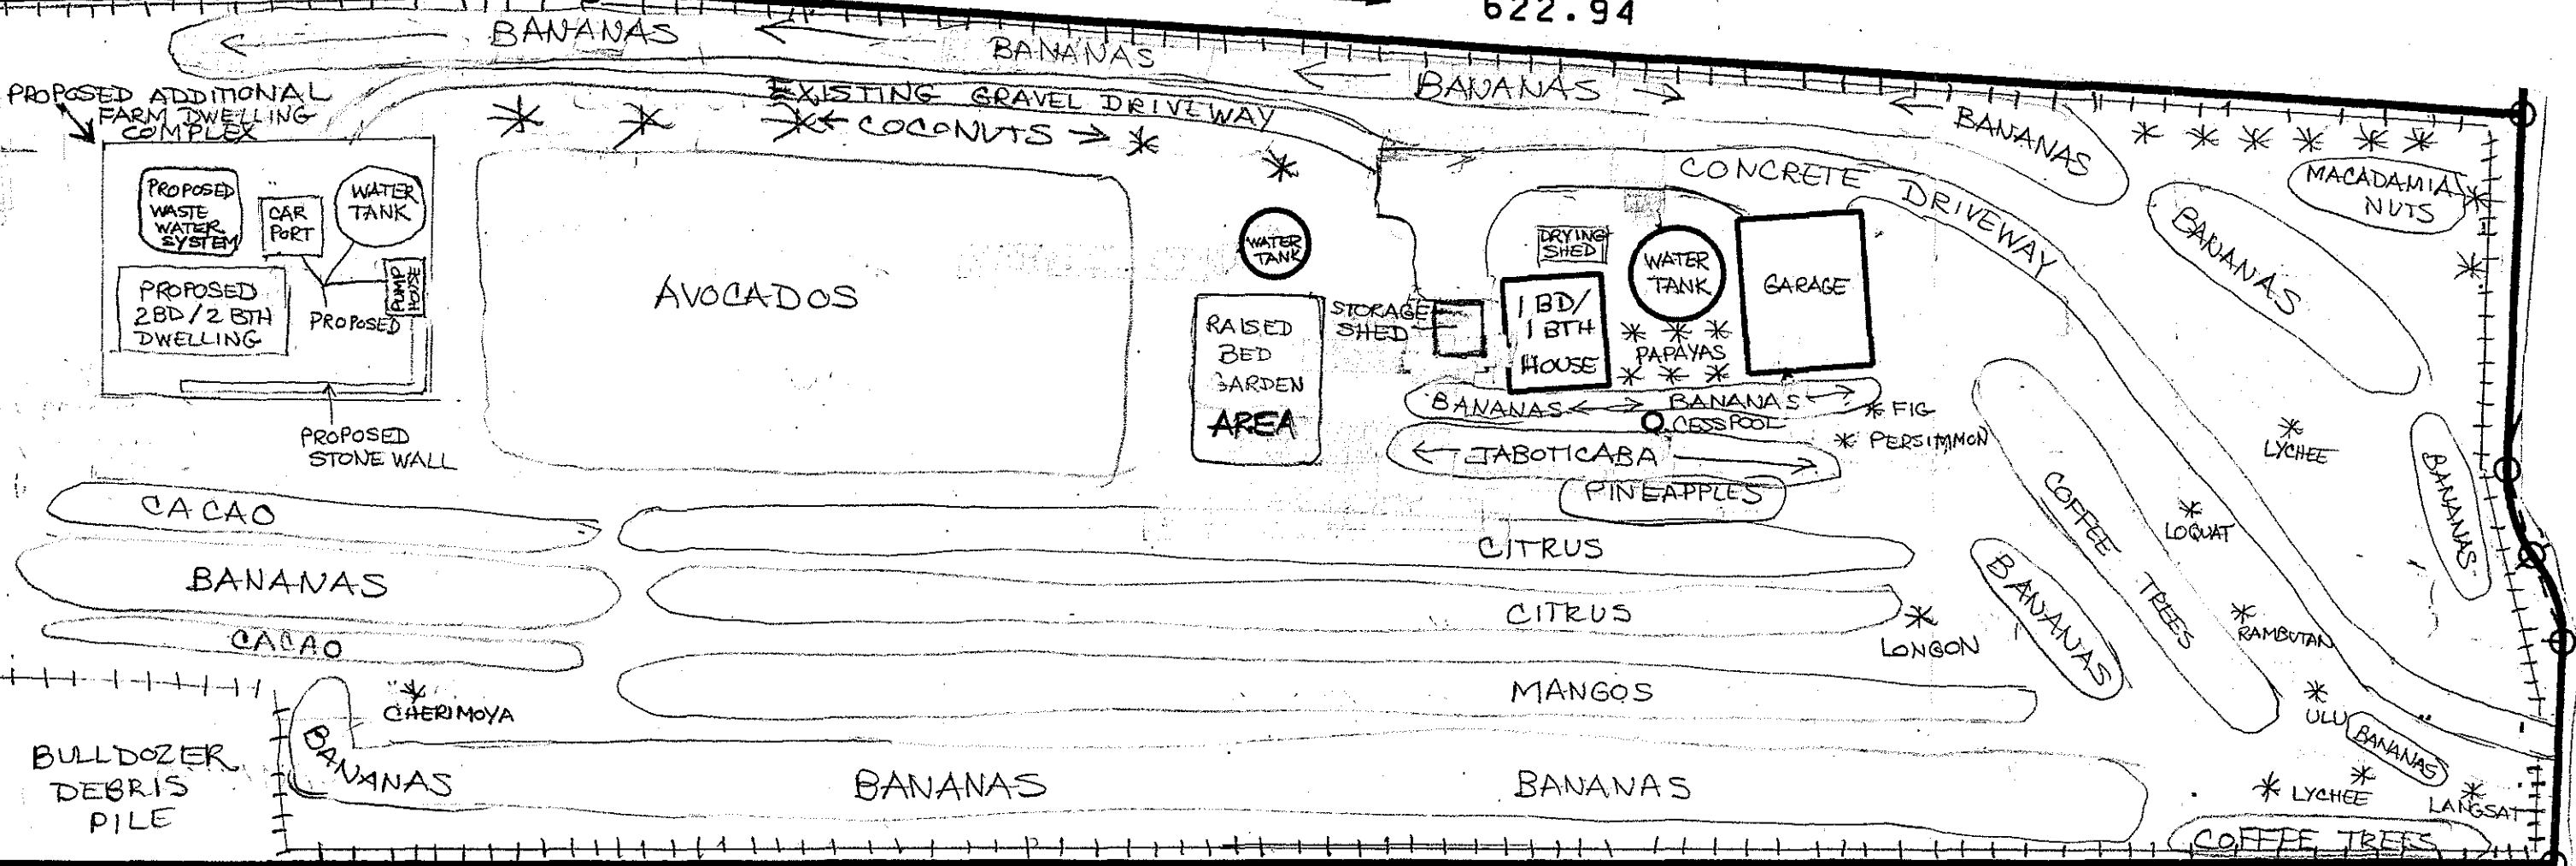 622.94
BANANAS
BANANAS
BANANAS
BANANAS
PROPOSED ADDITIONAL
FARM DWELLING
COMPLEX
EXISTING GRAVEL DRIVEWAY
COCONUTS
CONCRETE DRIVEWAY
MACADAMIA
NUTS
BANANAS
PROPOSED
WASTE
WATER
SYSTEM
CAR
PORT
WATER
TANK
PUMP
HOUSE
PROPOSED
2BD/2 BTH
DWELLING
PROPOSED
PROPOSED
STONE WALL
AVOCADOS
WATER
TANK
RAISED
BED
GARDEN
AREA
STORAGE
SHED
DRYING
SHED
1 BD/
1 BTH
HOUSE
WATER
TANK
PAPAYAS
GARAGE
BANANAS
BANANAS
CESSPOOL
FIG
PERSIMMON
JABOTICABA
PINEAPPLES
LYCHEE
BANANAS
COFFEE TREES
LOQUAT
CACAO
CITRUS
BANANAS
CITRUS
BANANAS
LONGON
RAMBUTAN
CACAO
MANGOS
CHERIMOYA
ULU
BANANAS
BULLDOZER
DEBRIS
PILE
BANANAS
BANANAS
BANANAS
LYCHEE
LANGSAT
COFFEE TREES